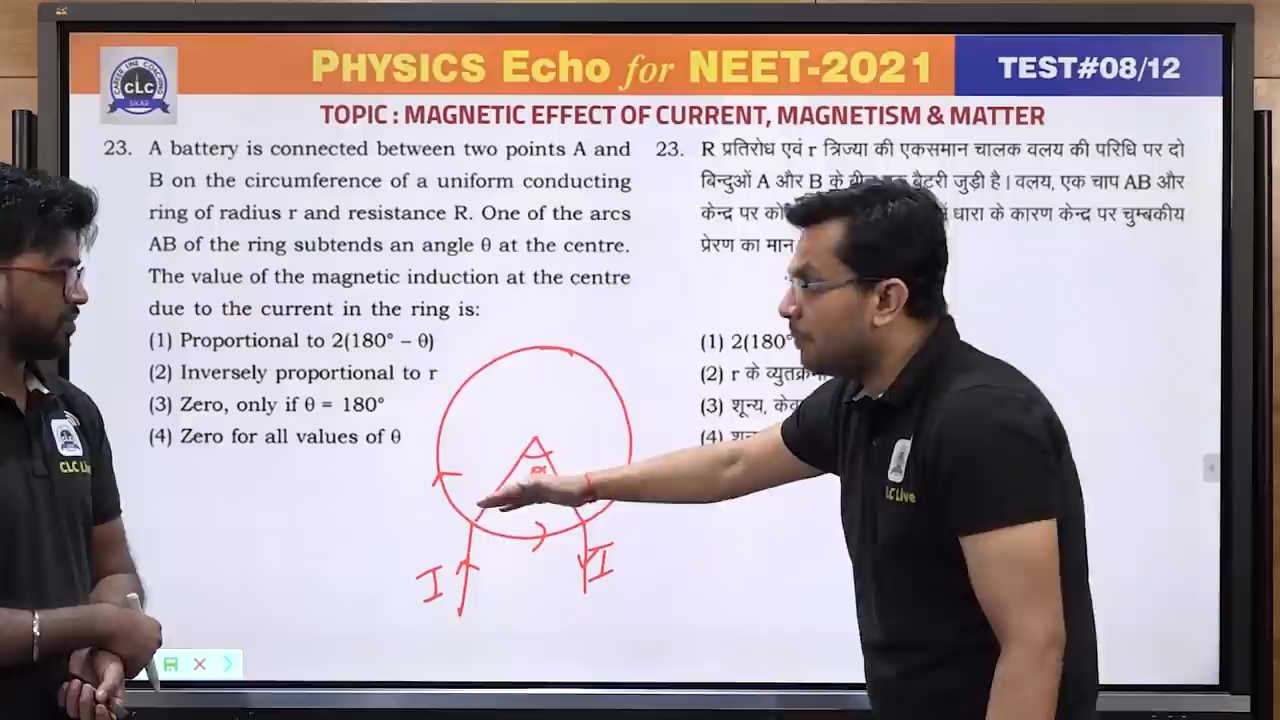 PHYSICS Echo for NEET-2021
TEST#08/12
CLC
SIKAR
TOPIC : MAGNETIC EFFECT OF CURRENT, MAGNETISM & MATTER
23. A battery is connected between two points A and
B on the circumference of a uniform conducting
ring of radius r and resistance R. One of the arcs
AB of the ring subtends an angle θ at the centre.
The value of the magnetic induction at the centre
due to the current in the ring is:
(1) Proportional to 2(180° – θ)
(2) Inversely proportional to r
(3) Zero, only if θ = 180°
(4) Zero for all values of θ
23. R प्रतिरोध एवं r त्रिज्या की एकसमान चालक वलय की परिधि पर दो
बिन्दुओं A और B के बैटरी जुड़ी है। वलय, एक चाप AB और
केन्द्र पर धारा के कारण केन्द्र पर चुम्बकीय
प्रेरण का मान
(1) 2(180°
(2) r के
(3) शून्य,
(4)
I
I
CLC Live